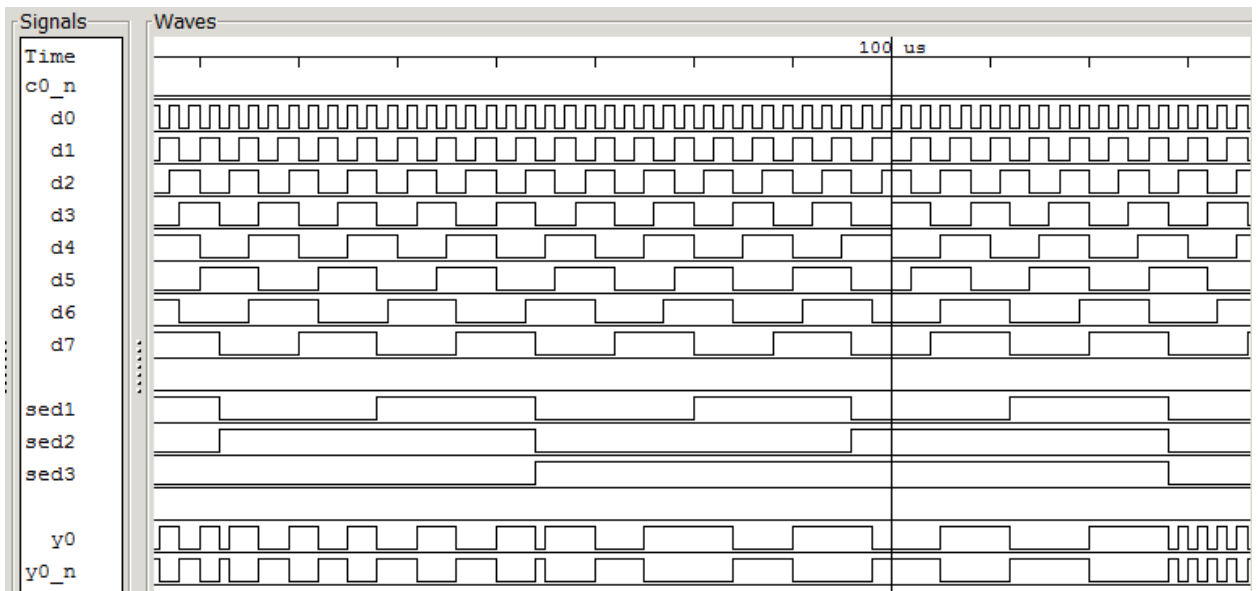 Signals Waves
Time 100 us
c0_n
d0
d1
d2
d3
d4
d5
d6
d7
sed1
sed2
sed3
y0
y0_n